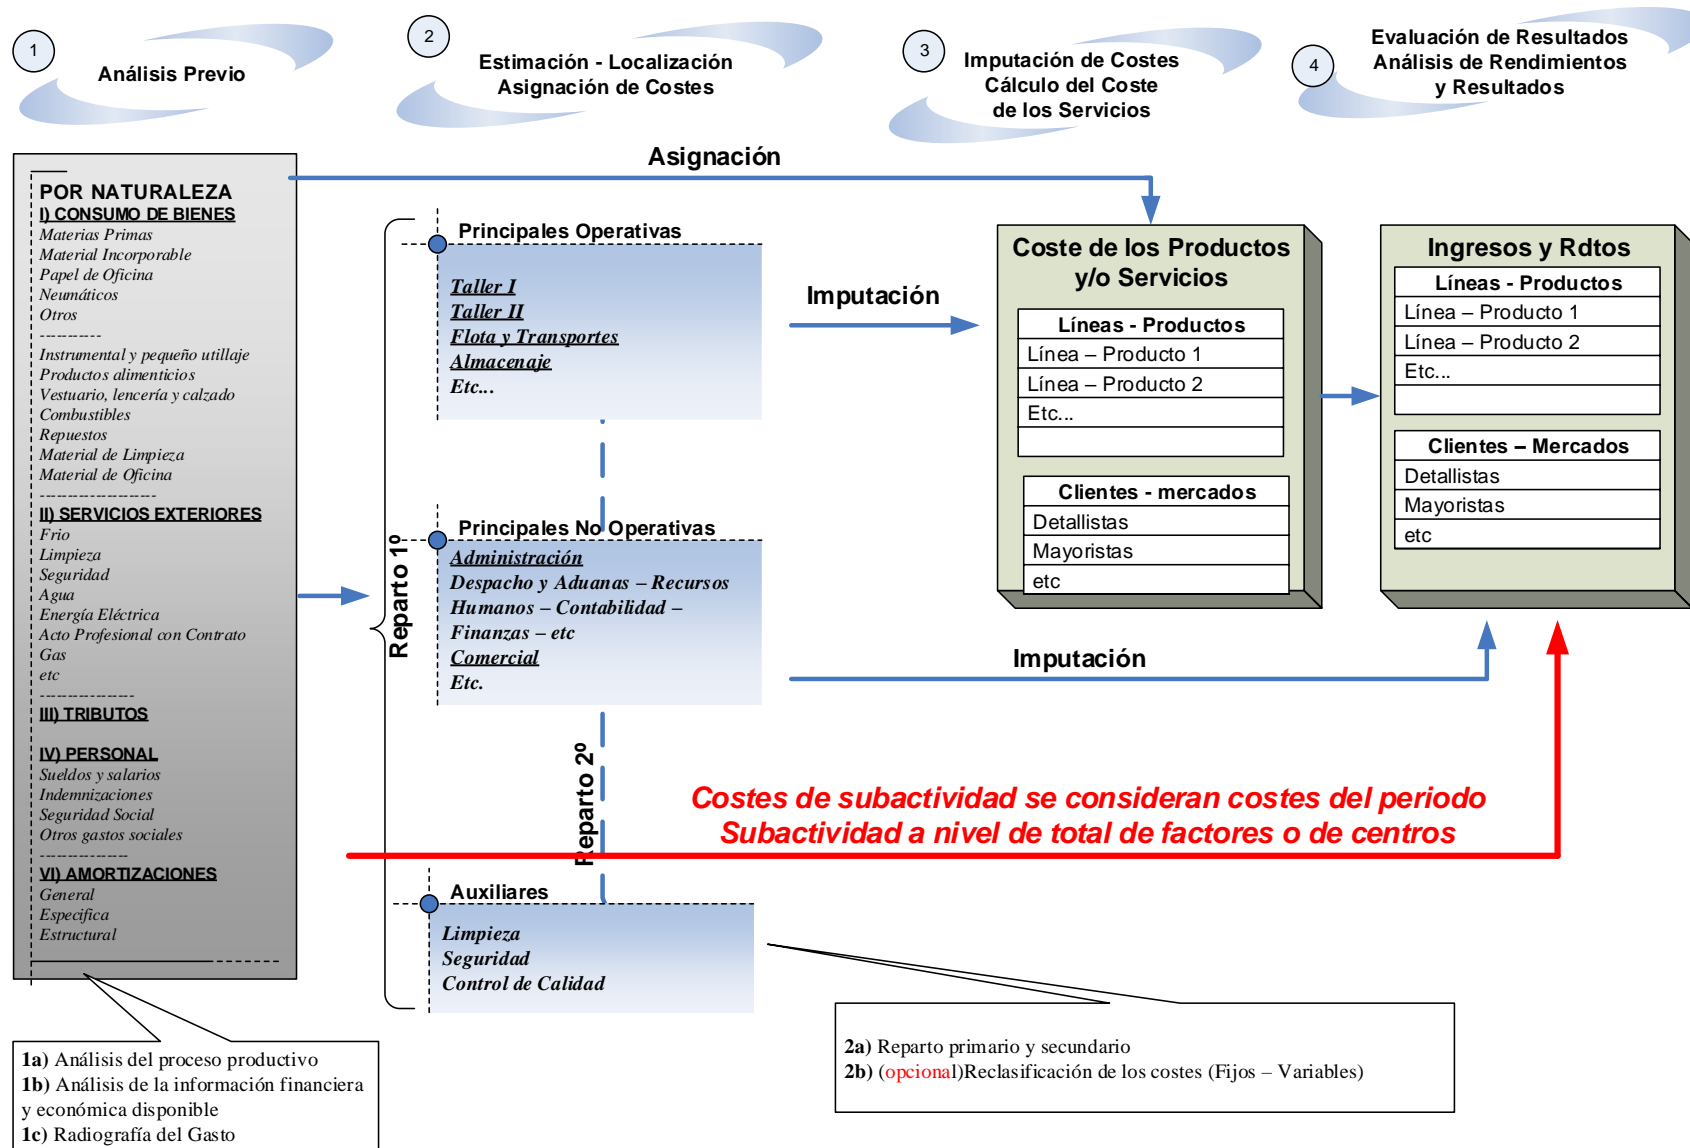 1
Análisis Previo
2
Estimación - Localización
Asignación de Costes
3
Imputación de Costes
Cálculo del Coste
de los Servicios
4
Evaluación de Resultados
Análisis de Rendimientos
y Resultados
POR NATURALEZA
I) CONSUMO DE BIENES
Materias Primas
Material Incorporable
Papel de Oficina
Neumáticos
Otros
-----------
Instrumental y pequeño utillaje
Productos alimenticios
Vestuario, lencería y calzado
Combustibles
Repuestos
Material de Limpieza
Material de Oficina
---------------------
II) SERVICIOS EXTERIORES
Frio
Limpieza
Seguridad
Agua
Energía Eléctrica
Acto Profesional con Contrato
Gas
etc
-----------------
III) TRIBUTOS
IV) PERSONAL
Sueldos y salarios
Indemnizaciones
Seguridad Social
Otros gastos sociales
----------------
VI) AMORTIZACIONES
General
Especifica
Estructural
1a) Análisis del proceso productivo
1b) Análisis de la información financiera
y económica disponible
1c) Radiografía del Gasto
Asignación
Reparto 1º
Principales Operativas
Taller I
Taller II
Flota y Transportes
Almacenaje
Etc...
Imputación
Principales No Operativas
Administración
Despacho y Aduanas – Recursos
Humanos – Contabilidad –
Finanzas – etc
Comercial
Etc.
Imputación
Reparto 2º
Costes de subactividad se consideran costes del periodo
Subactividad a nivel de total de factores o de centros
Auxiliares
Limpieza
Seguridad
Control de Calidad
2a) Reparto primario y secundario
2b) (opcional)Reclasificación de los costes (Fijos – Variables)
Coste de los Productos
y/o Servicios
Líneas - Productos
Línea – Producto 1
Línea – Producto 2
Etc...
Clientes - mercados
Detallistas
Mayoristas
etc
Ingresos y Rdtos
Líneas - Productos
Línea – Producto 1
Línea – Producto 2
Etc...
Clientes – Mercados
Detallistas
Mayoristas
etc